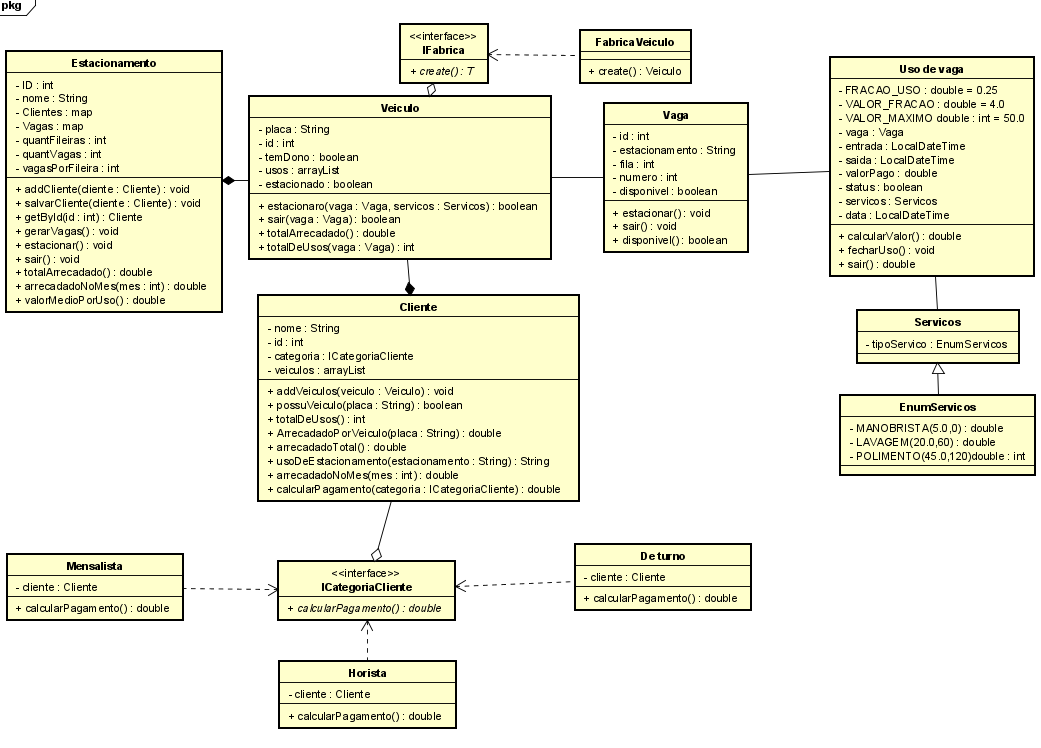 pkg
<<interface>>
IFabrica
+ create() : T
FabricaVeiculo
+ create() : Veiculo
Estacionamento
- ID : int
- nome : String
- Clientes : map
- Vagas : map
- quantFileiras : int
- quantVagas : int
- vagasPorFileira : int
+ addCliente(cliente : Cliente) : void
+ salvarCliente(cliente : Cliente) : void
+ getById(id : int) : Cliente
+ gerarVagas() : void
+ estacionar() : void
+ sair() : void
+ totalArrecadado() : double
+ arrecadadoNoMes(mes : int) : double
+ valorMedioPorUso() : double
Veiculo
- placa : String
- id : int
- temDono : boolean
- usos : arrayList
- estacionado : boolean
+ estacionaro(vaga : Vaga, servicos : Servicos) : boolean
+ sair(vaga : Vaga) : boolean
+ totalArrecadado() : double
+ totalDeUsos(vaga : Vaga) : int
Vaga
- id : int
- estacionamento : String
- fila : int
- numero : int
- disponivel : boolean
+ estacionar() : void
+ sair() : void
+ disponivel() : boolean
Uso de vaga
- FRACAO_USO : double = 0.25
- VALOR_FRACAO : double = 4.0
- VALOR_MAXIMO double : int = 50.0
- vaga : Vaga
- entrada : LocalDateTime
- saida : LocalDateTime
- valorPago : double
- status : boolean
- servicos : Servicos
- data : LocalDateTime
+ calcularValor() : double
+ fecharUso() : void
+ sair() : double
Cliente
- nome : String
- id : int
- categoria : ICategoriaCliente
- veiculos : arrayList
+ addVeiculos(veiculo : Veiculo) : void
+ possuVeiculo(placa : String) : boolean
+ totalDeUsos() : int
+ ArrecadadoPorVeiculo(placa : String) : double
+ arrecadadoTotal() : double
+ usoDeEstacionamento(estacionamento : String) : String
+ arrecadadoNoMes(mes : int) : double
+ calcularPagamento(categoria : ICategoriaCliente) : double
Servicos
- tipoServico : EnumServicos
EnumServicos
- MANOBRISTA(5.0,0) : double
- LAVAGEM(20.0,60) : double
- POLIMENTO(45.0,120)double : int
Mensalista
- cliente : Cliente
+ calcularPagamento() : double
<<interface>>
ICategoriaCliente
+ calcularPagamento() : double
De turno
- cliente : Cliente
+ calcularPagamento() : double
Horista
- cliente : Cliente
+ calcularPagamento() : double